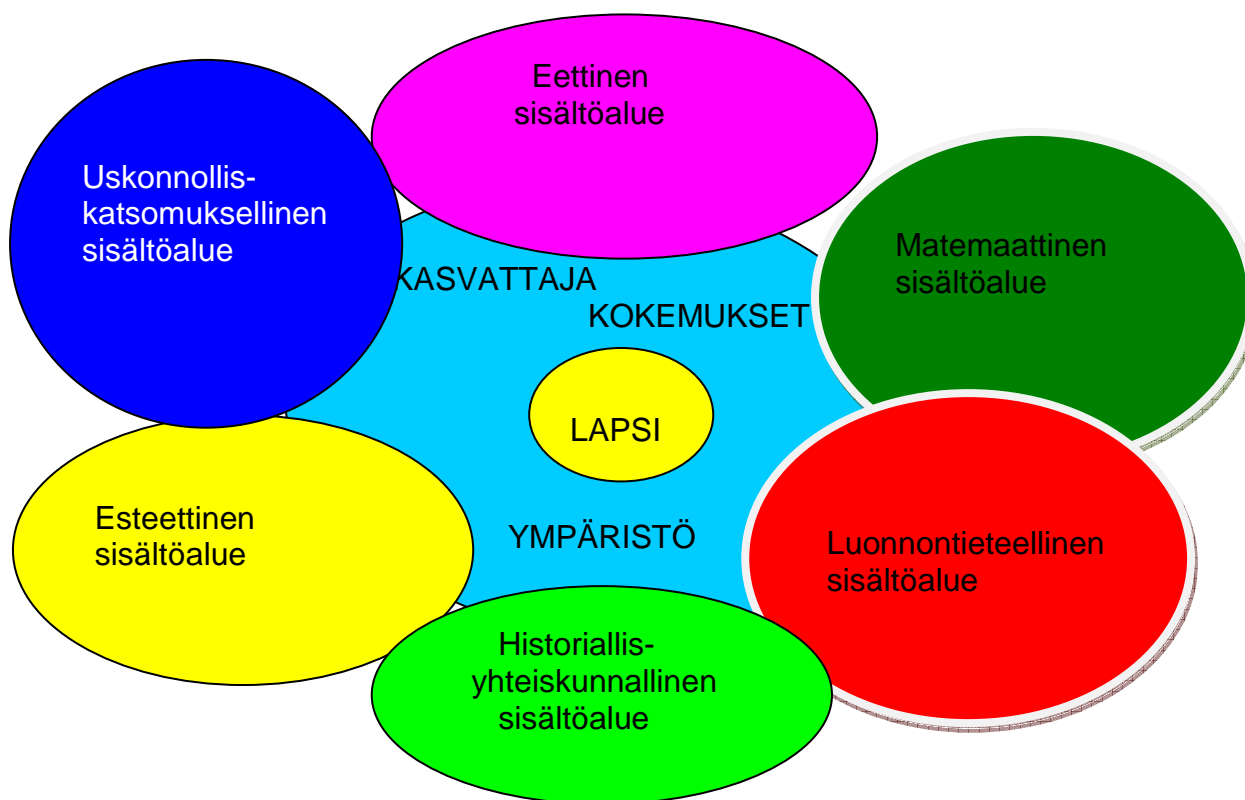 Eettinen
sisältöalue
Uskonnollis-
katsomuksellinen
sisältöalue
Matemaattinen
sisältöalue
KASVATTAJA
KOKEMUKSET
LAPSI
Esteettinen
sisältöalue
YMPÄRISTÖ
Luonnontieteellinen
sisältöalue
Historiallis-
yhteiskunnallinen
sisältöalue